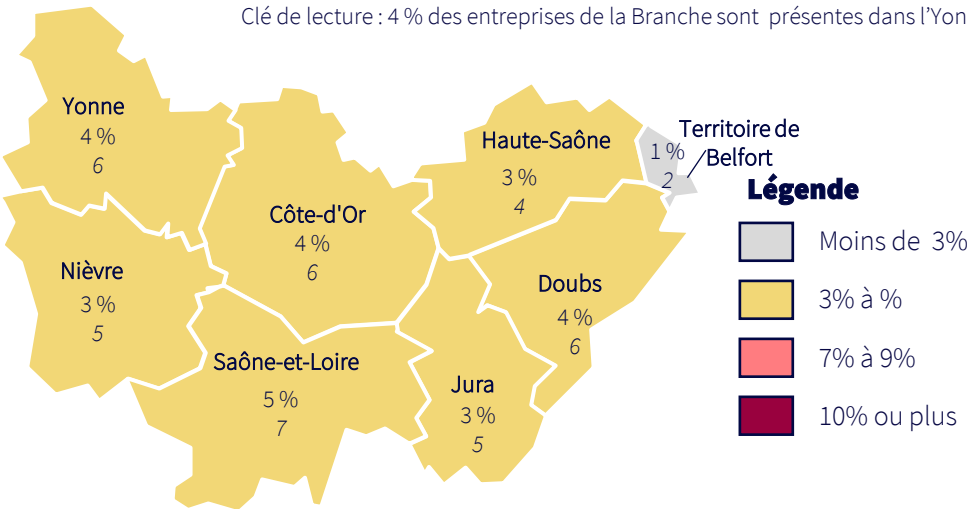 Clé de lecture : 4 % des entreprises de la Branche sont présentes dans l’Yon
Yonne
4 %
6
Haute-Saône
3 %
4
Territoire de
Belfort
1 %
2
Côte-d'Or
4 %
6
Nièvre
3 %
5
Doubs
4 %
6
Saône-et-Loire
5 %
7
Jura
3 %
5
Légende
Moins de 3%
3% à %
7% à 9%
10% ou plus